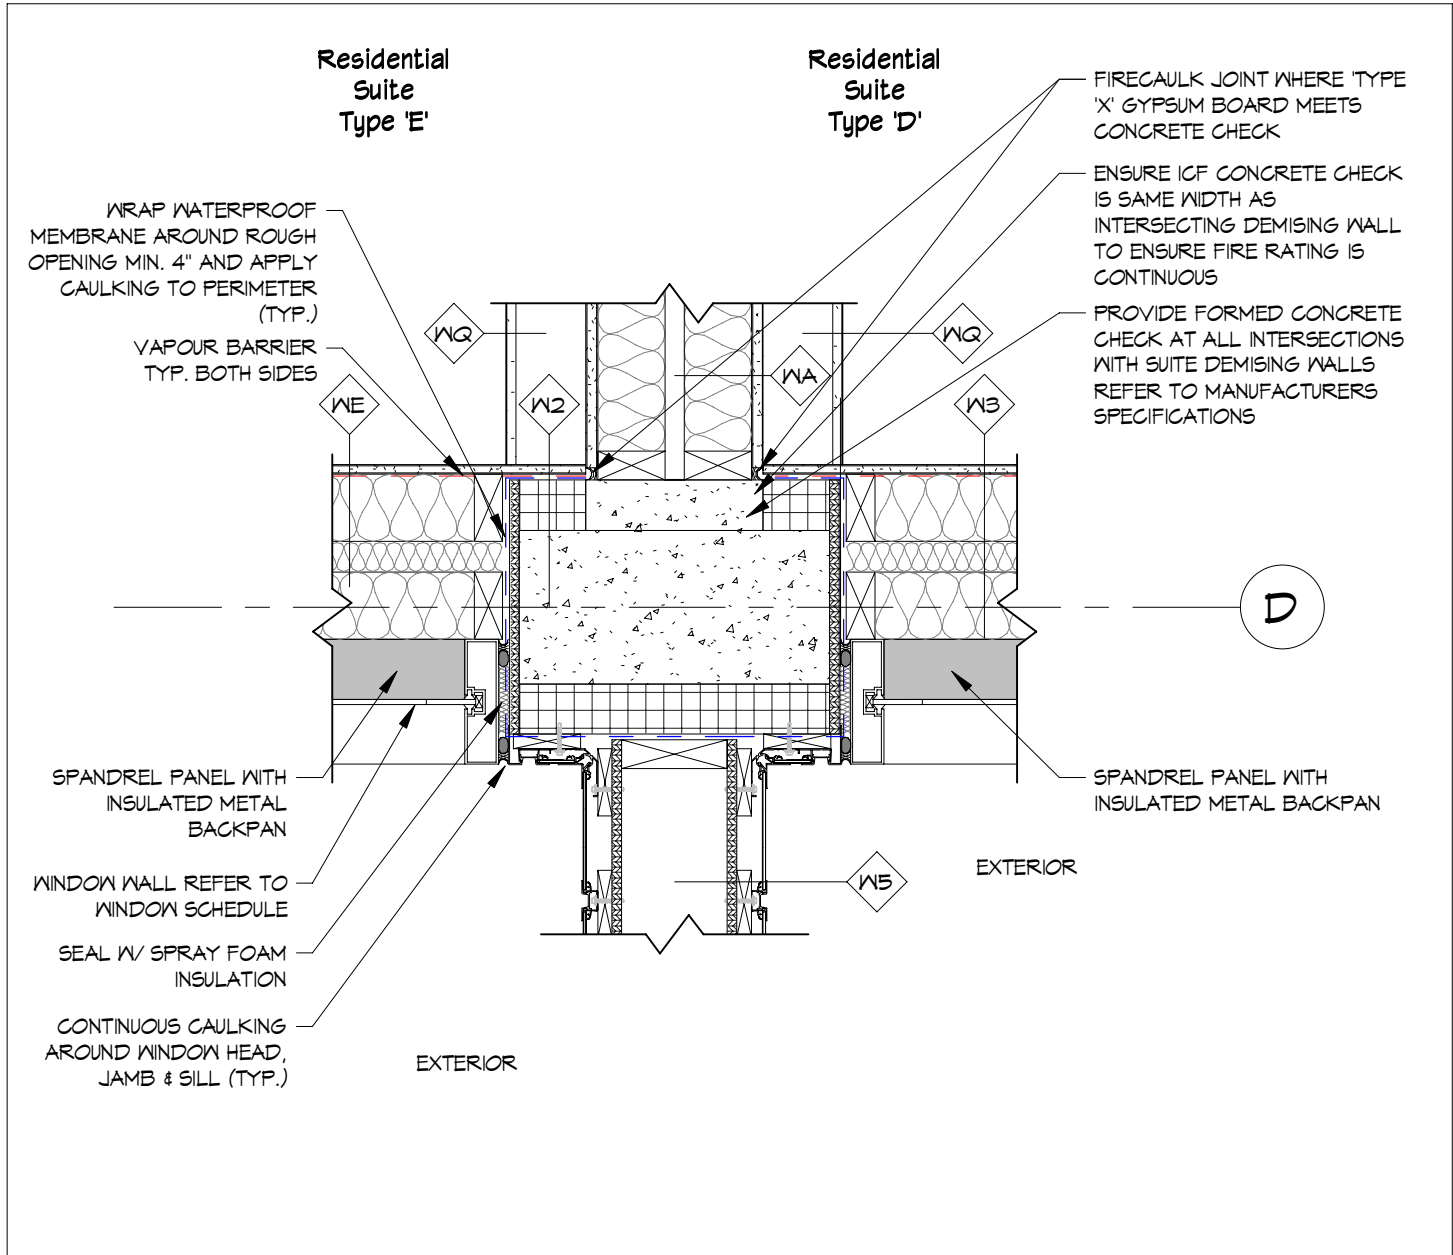 Residential
Suite
Type 'E'
Residential
Suite
Type 'D'
FIRECAULK JOINT WHERE 'TYPE
'X' GYPSUM BOARD MEETS
CONCRETE CHECK
ENSURE ICF CONCRETE CHECK
IS SAME WIDTH AS
INTERSECTING DEMISING WALL
TO ENSURE FIRE RATING IS
CONTINUOUS
PROVIDE FORMED CONCRETE
CHECK AT ALL INTERSECTIONS
WITH SUITE DEMISING WALLS
REFER TO MANUFACTURERS
SPECIFICATIONS
WRAP WATERPROOF
MEMBRANE AROUND ROUGH
OPENING MIN. 4" AND APPLY
CAULKING TO PERIMETER
(TYP.)
VAPOUR BARRIER
TYP. BOTH SIDES
WQ
WQ
WA
WE
W2
W3
D
SPANDREL PANEL WITH
INSULATED METAL
BACKPAN
WINDOW WALL REFER TO
WINDOW SCHEDULE
SEAL W/ SPRAY FOAM
INSULATION
CONTINUOUS CAULKING
AROUND WINDOW HEAD,
JAMB & SILL (TYP.)
SPANDREL PANEL WITH
INSULATED METAL BACKPAN
W5
EXTERIOR
EXTERIOR